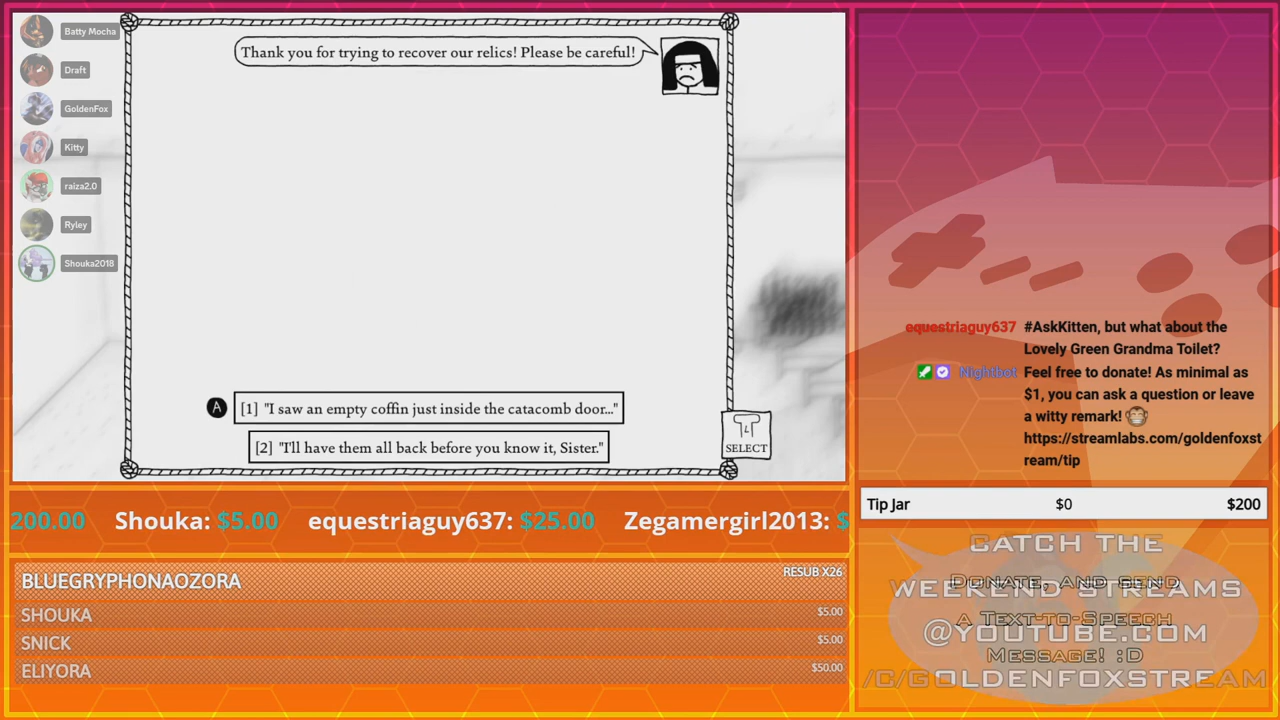 Batty Mocha
Draft
GoldenFox
Kitty
raiza2.0
Ryley
Shouka2018
Thank you for trying to recover our relics! Please be careful!
A [1] "I saw an empty coffin just inside the catacomb door..."
[2] "I'll have them all back before you know it, Sister."
SELECT
equestriaguy637 #AskKitten, but what about the
Lovely Green Grandma Toilet?
Nightbot Feel free to donate! As minimal as
$1, you can ask a question or leave
a witty remark!
https://streamlabs.com/goldenfoxst
ream/tip
Tip Jar $0 $200
200.00 Shouka: $5.00 equestriaguy637: $25.00 Zegamergirl2013: $
BLUEGRYPHONAOZORA RESUB X26
SHOUKA $5.00
SNICK $5.00
ELIYORA $50.00
CATCH THE
Donate, and send
WEEKEND STREAMS
a Text-to-Speech
@YOUTUBE.COM
Message! :D
/C/GOLDENFOXSTREAM